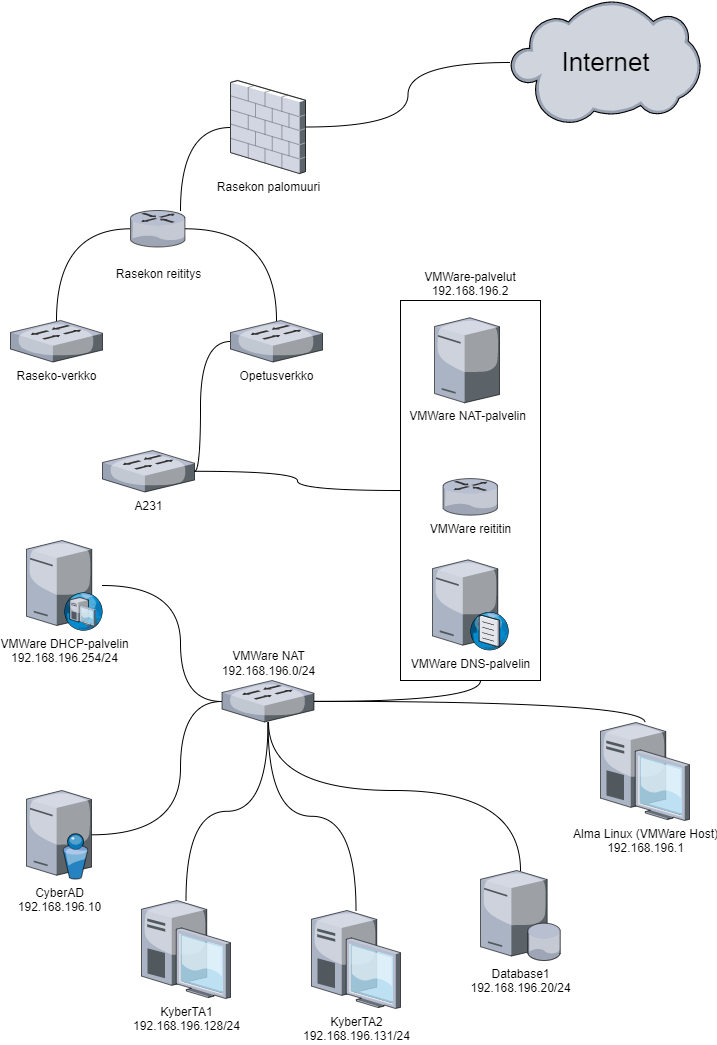 Internet
Rasekon palomuuri
Rasekon reititys
VMWare-palvelut
192.168.196.2
Raseko-verkko
Opetusverkko
VMWare NAT-palvelin
A231
VMWare reititin
VMWare DHCP-palvelin
192.168.196.254/24
VMWare NAT
192.168.196.0/24
VMWare DNS-palvelin
Alma Linux (VMWare Host)
192.168.196.1
CyberAD
192.168.196.10
KyberTA1
192.168.196.128/24
KyberTA2
192.168.196.131/24
Database1
192.168.196.20/24